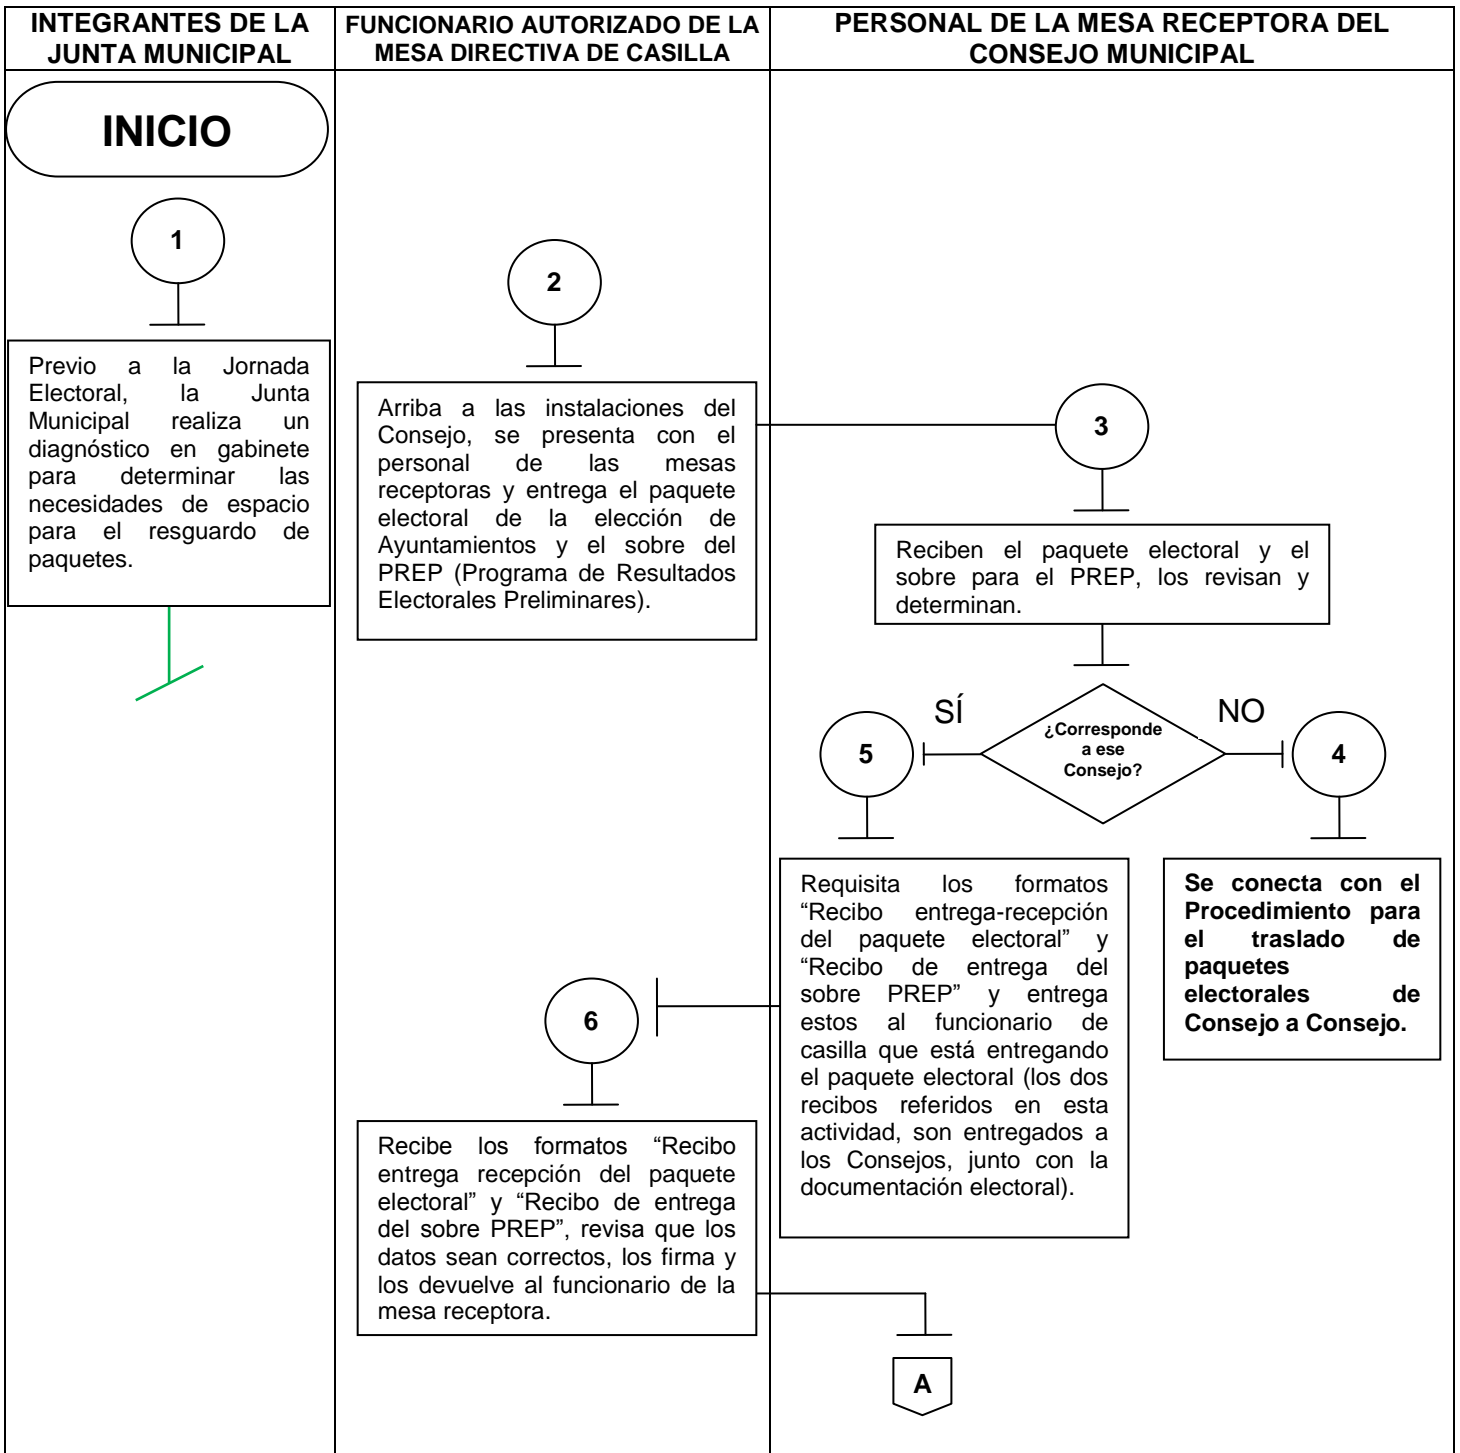 INTEGRANTES DE LA
JUNTA MUNICIPAL
FUNCIONARIO AUTORIZADO DE LA
MESA DIRECTIVA DE CASILLA
PERSONAL DE LA MESA RECEPTORA DEL
CONSEJO MUNICIPAL
INICIO
1
Previo a la Jornada
Electoral, la Junta
Municipal realiza un
diagnóstico en gabinete
para determinar las
necesidades de espacio
para el resguardo de
paquetes.
2
Arriba a las instalaciones del
Consejo, se presenta con el
personal de las mesas
receptoras y entrega el paquete
electoral de la elección de
Ayuntamientos y el sobre del
PREP (Programa de Resultados
Electorales Preliminares).
3
Reciben el paquete electoral y el
sobre para el PREP, los revisan y
determinan.
¿Corresponde
a ese
Consejo?
SÍ
NO
5
4
Requisita los formatos
“Recibo entrega-recepción
del paquete electoral” y
“Recibo de entrega del
sobre PREP” y entrega
estos al funcionario de
casilla que está entregando
el paquete electoral (los dos
recibos referidos en esta
actividad, son entregados a
los Consejos, junto con la
documentación electoral).
Se conecta con el
Procedimiento para
el traslado de
paquetes
electorales de
Consejo a Consejo.
6
Recibe los formatos “Recibo
entrega recepción del paquete
electoral” y “Recibo de entrega
del sobre PREP”, revisa que los
datos sean correctos, los firma y
los devuelve al funcionario de la
mesa receptora.
A